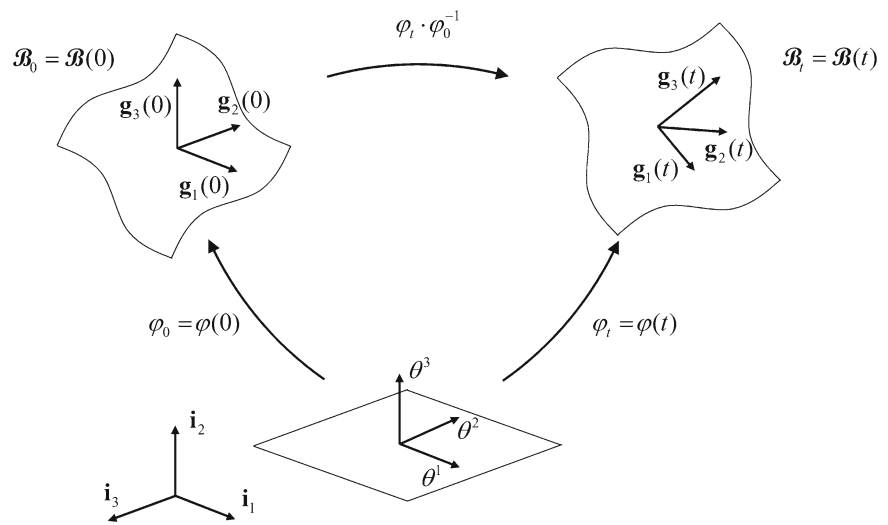 φₜ · φ₀⁻¹
ℬ₀ = ℬ(0)
ℬₜ = ℬ(t)
g₃(0)
g₂(0)
g₁(0)
g₃(t)
g₂(t)
g₁(t)
φ₀ = φ(0)
φₜ = φ(t)
θ³
θ²
θ¹
i₂
i₃
i₁